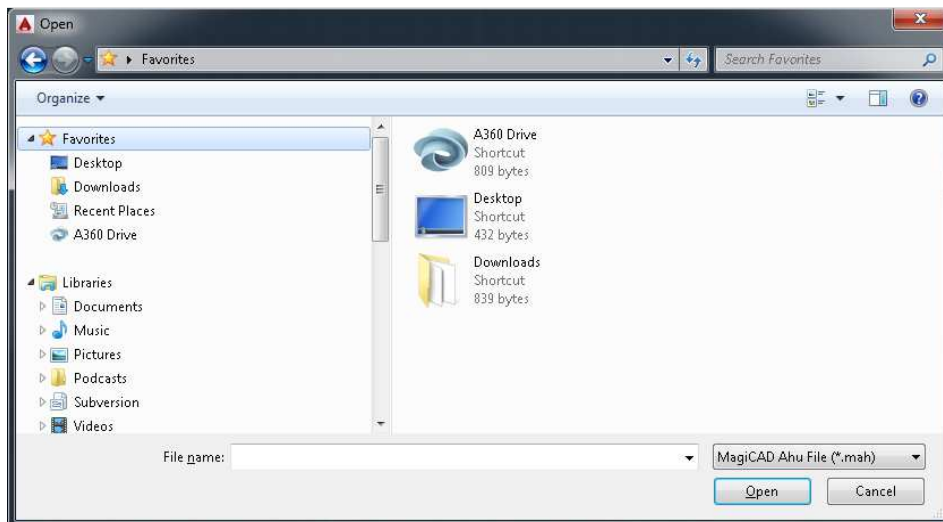 Open
Favorites
Search Favorites
Organize
Favorites
Desktop
Downloads
Recent Places
A360 Drive
Libraries
Documents
Music
Pictures
Podcasts
Subversion
Videos
A360 Drive
Shortcut
809 bytes
Desktop
Shortcut
432 bytes
Downloads
Shortcut
839 bytes
File name:
MagiCAD Ahu File (*.mah)
Open
Cancel